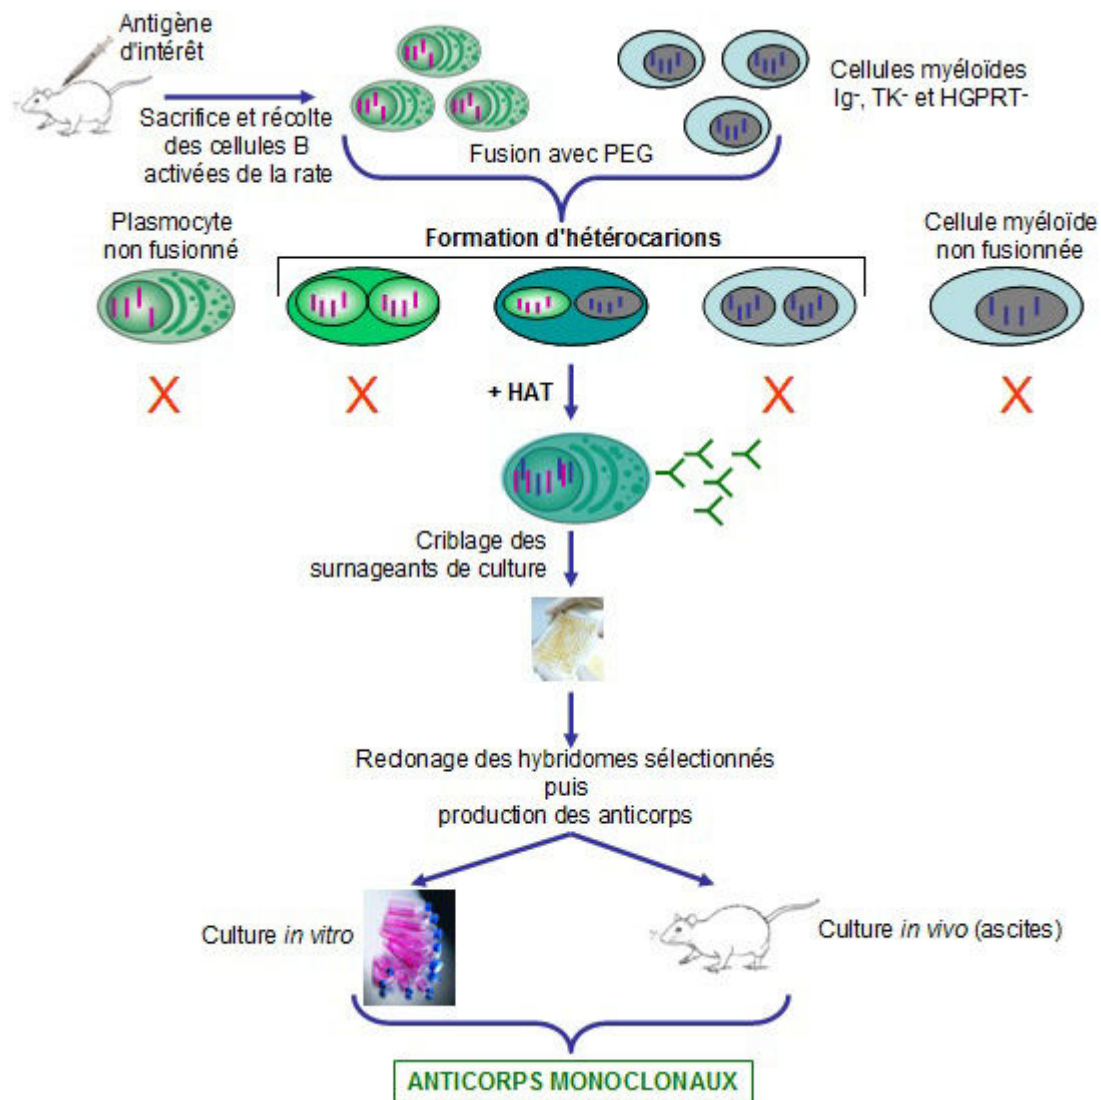 Antigène
d'intérêt
Sacrifice et récolte
des cellules B
activées de la rate
Fusion avec PEG
Cellules myéloïdes
Ig-, TK- et HGPRT-
Plasmocyte
non fusionné
Formation d'hétérocarions
Cellule myéloïde
non fusionnée
X
X
X
X
+ HAT
Criblage des
surnageants de culture
Reclonage des hybridomes sélectionnés
puis
production des anticorps
Culture in vitro
Culture in vivo (ascites)
ANTICORPS MONOCLONAUX